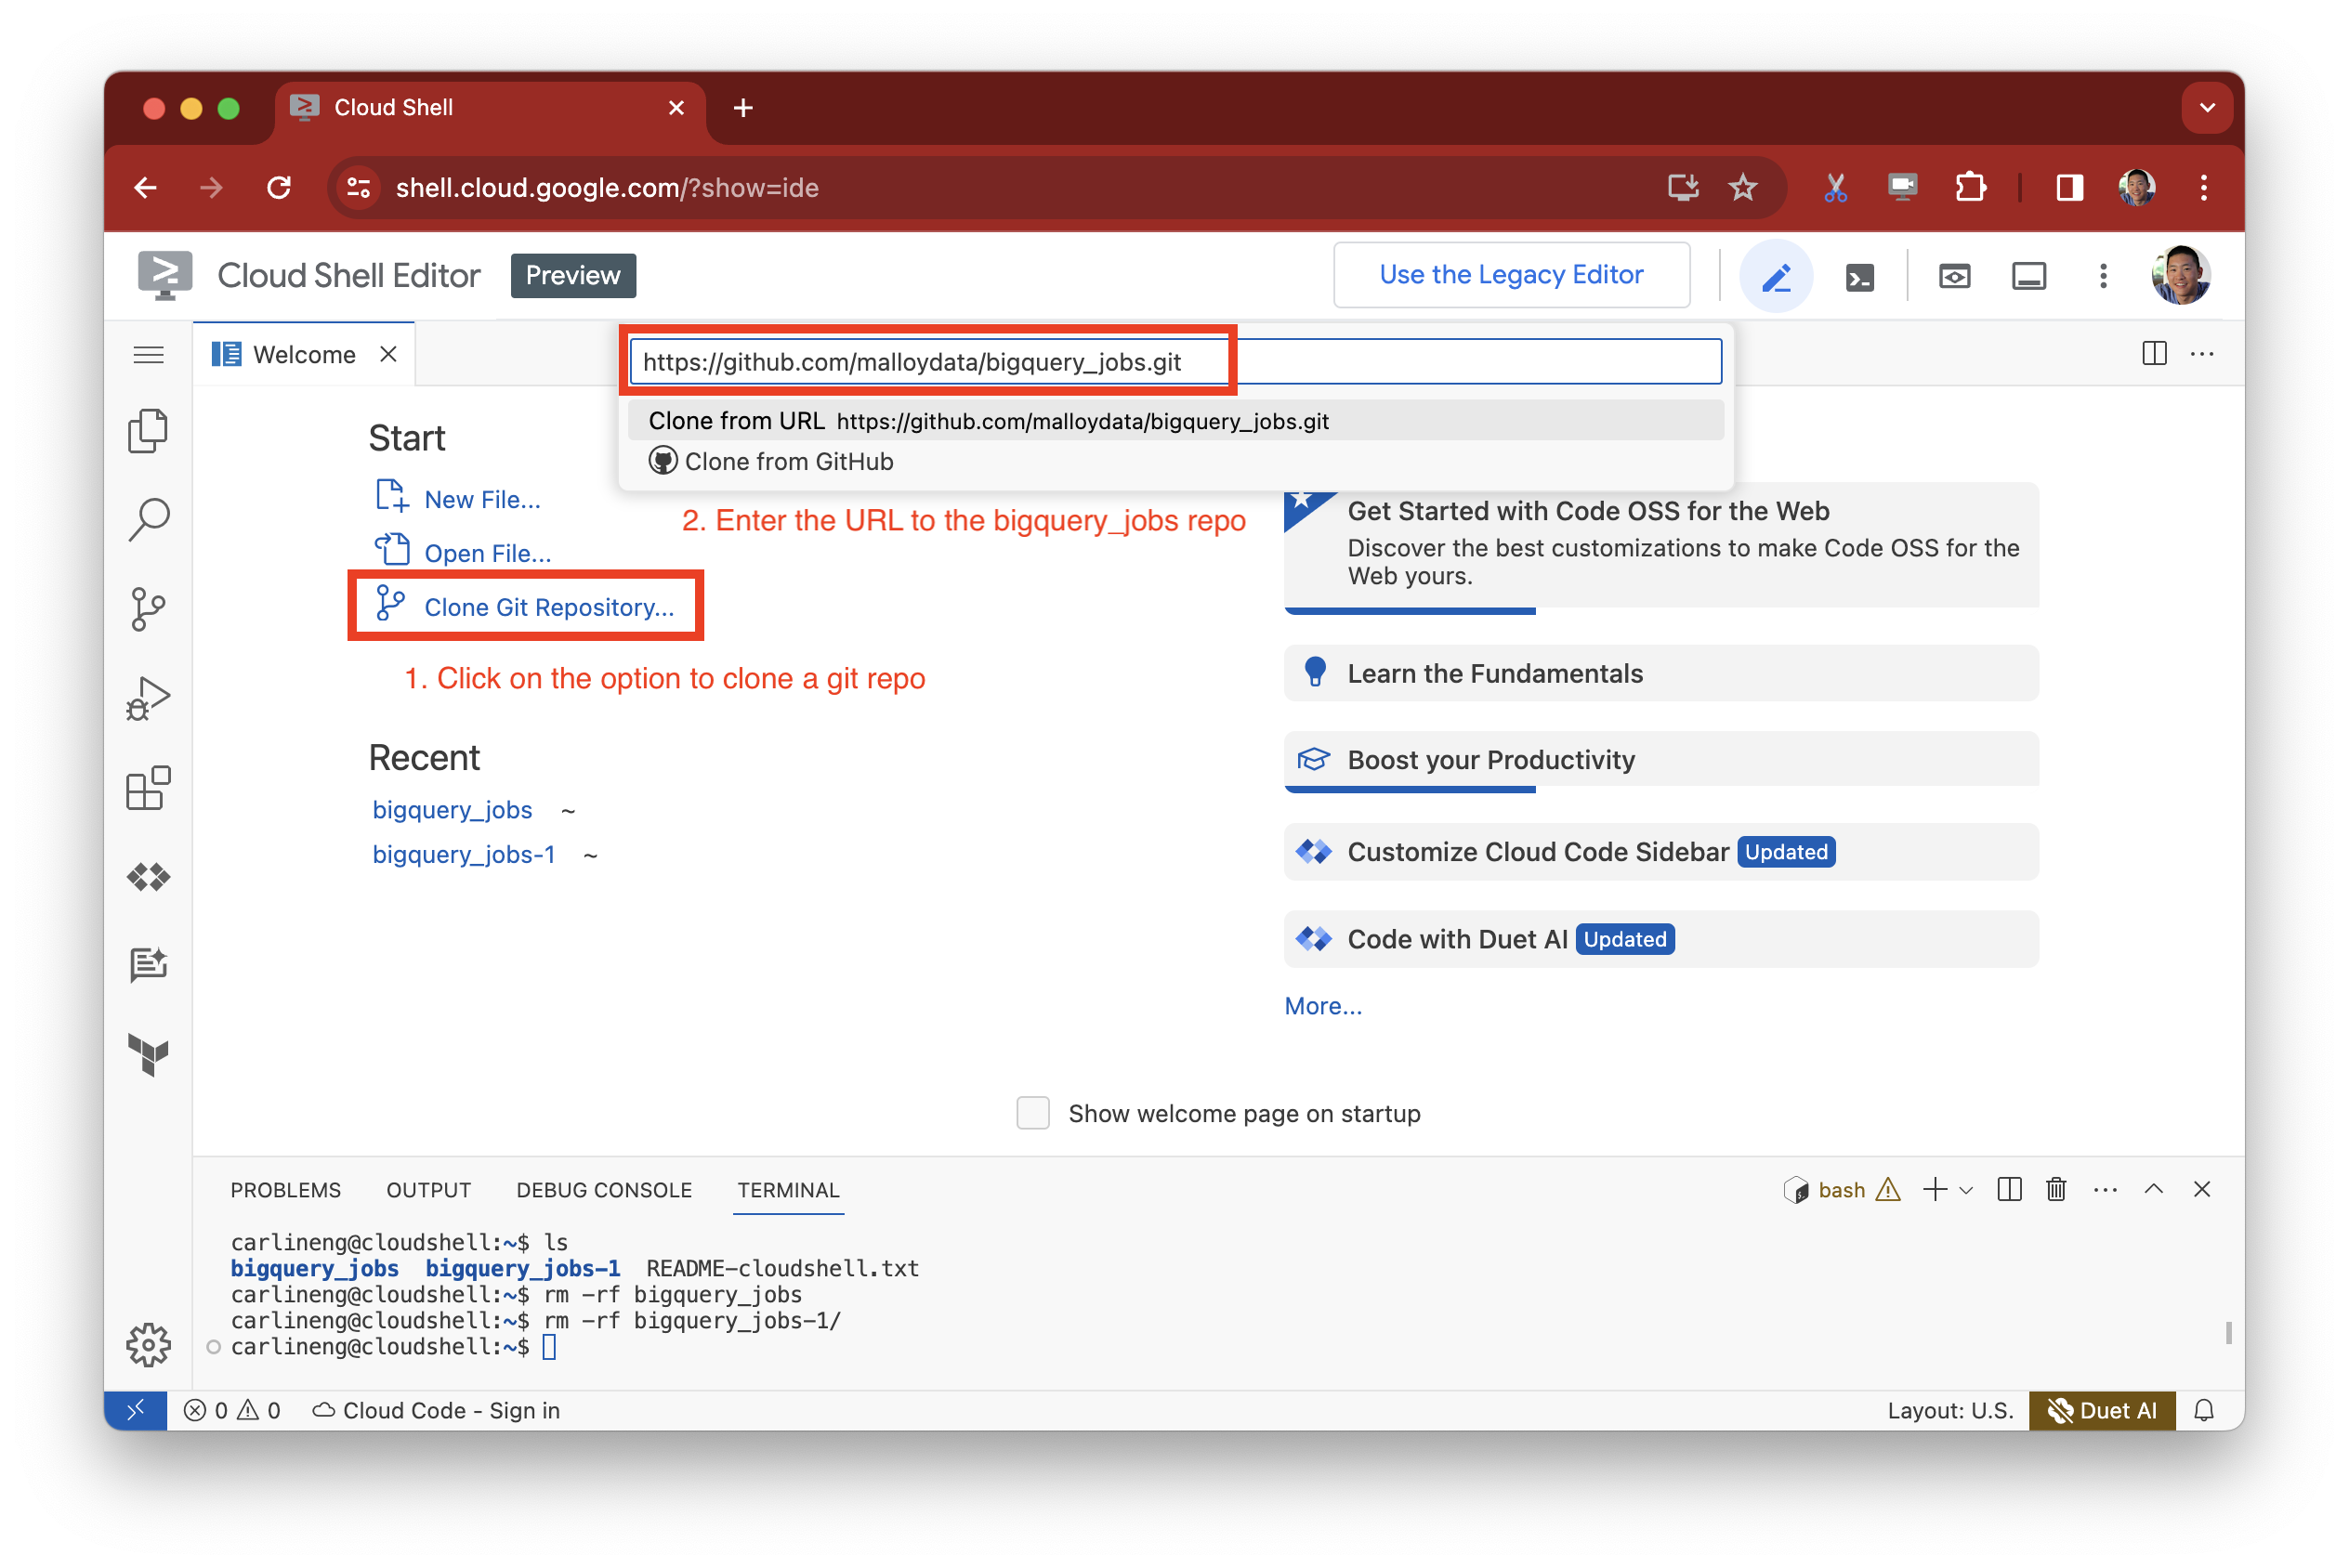 Cloud Shell
shell.cloud.google.com/?show=ide
Cloud Shell Editor
Preview
Use the Legacy Editor
Welcome
https://github.com/malloydata/bigquery_jobs.git
Clone from URL https://github.com/malloydata/bigquery_jobs.git
Clone from GitHub
Start
New File...
Open File...
Clone Git Repository...
2. Enter the URL to the bigquery_jobs repo
1. Click on the option to clone a git repo
Recent
bigquery_jobs ~
bigquery_jobs-1 ~
Get Started with Code OSS for the Web
Discover the best customizations to make Code OSS for the
Web yours.
Learn the Fundamentals
Boost your Productivity
Customize Cloud Code Sidebar Updated
Code with Duet AI Updated
More...
Show welcome page on startup
PROBLEMS OUTPUT DEBUG CONSOLE TERMINAL
bash
carlineng@cloudshell:~$ ls
bigquery_jobs bigquery_jobs-1 README-cloudshell.txt
carlineng@cloudshell:~$ rm -rf bigquery_jobs
carlineng@cloudshell:~$ rm -rf bigquery_jobs-1/
carlineng@cloudshell:~$
0 0 Cloud Code - Sign in
Layout: U.S.
Duet AI